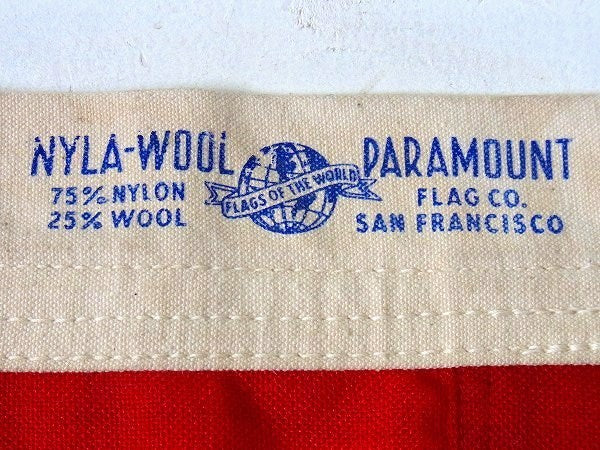 NYLA-WOOL
75% NYLON
25% WOOL
FLAGS OF THE WORLD
PARAMOUNT
FLAG CO.
SAN FRANCISCO